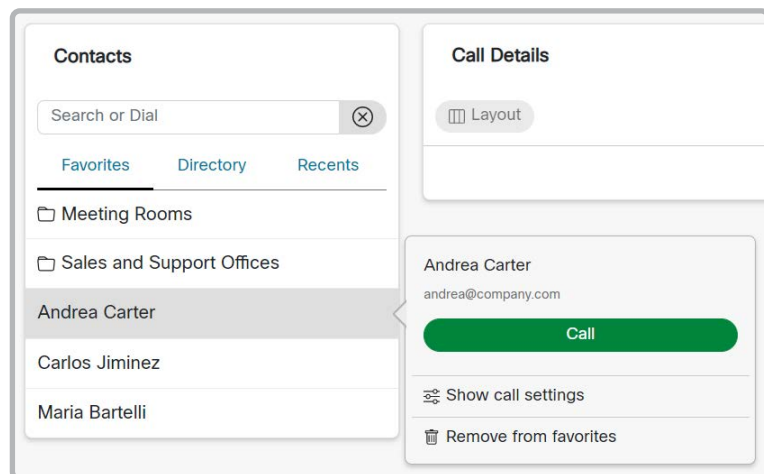 Contacts
Search or Dial
Favorites Directory Recents
Meeting Rooms
Sales and Support Offices
Andrea Carter
Carlos Jiminez
Maria Bartelli
Call Details
Layout
Andrea Carter
andrea@company.com
Call
Show call settings
Remove from favorites